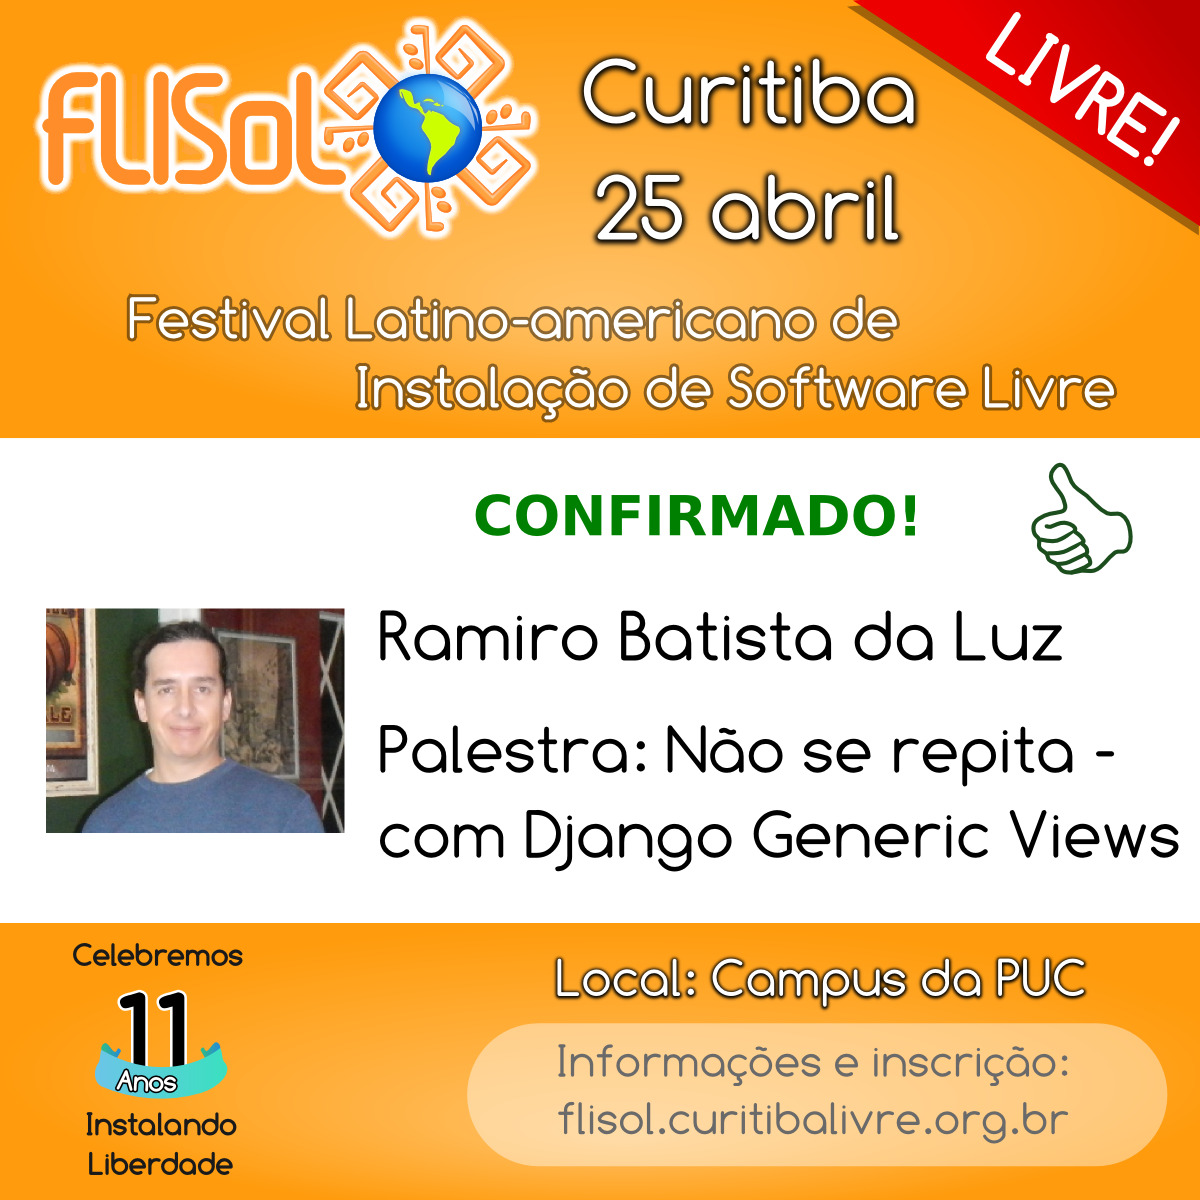 fLISoL
Curitiba
25 abril
LIVRE!
Festival Latino-americano de
Instalação de Software Livre
CONFIRMADO!
Ramiro Batista da Luz
Palestra: Não se repita -
com Django Generic Views
Celebremos
11
Anos
Instalando
Liberdade
Local: Campus da PUC
Informações e inscrição:
flisol.curitibalivre.org.br